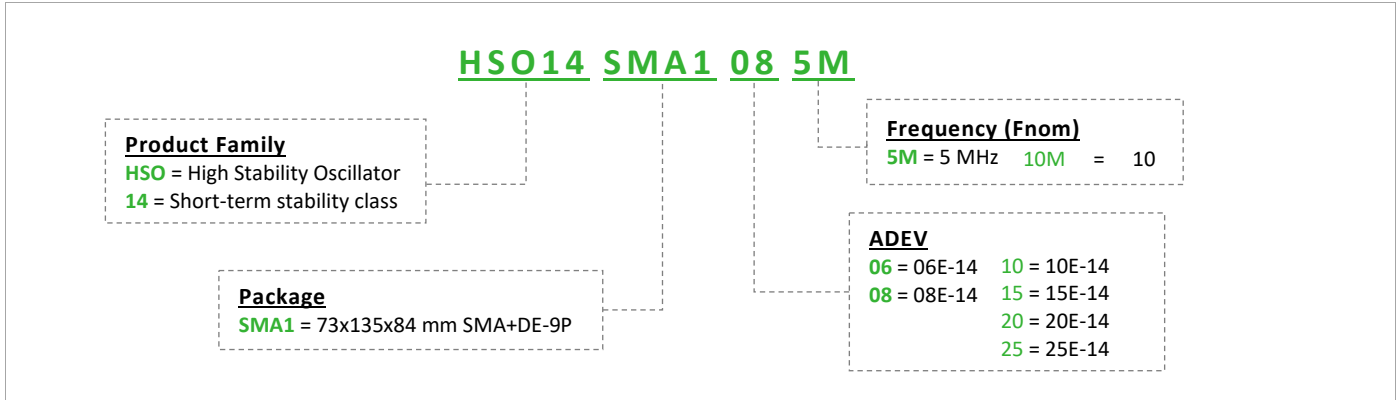 HSO14 SMA1 08 5M
Product Family
HSO = High Stability Oscillator
14 = Short-term stability class
Package
SMA1 = 73x135x84 mm SMA+DE-9P
Frequency (Fnom)
5M = 5 MHz 10M = 10
ADEV
06 = 06E-14 10 = 10E-14
08 = 08E-14 15 = 15E-14
20 = 20E-14
25 = 25E-14